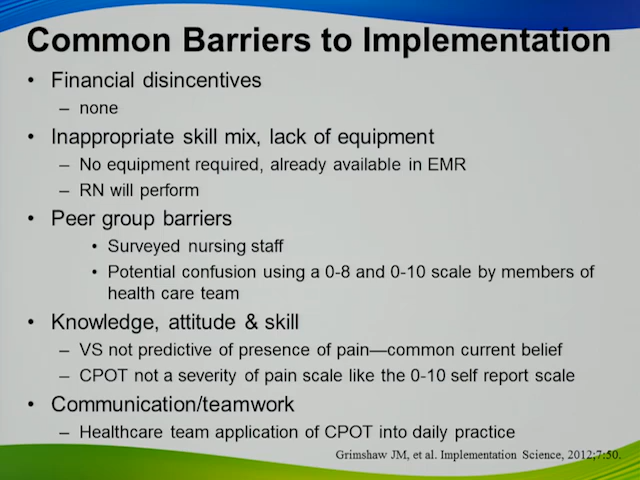 Common Barriers to Implementation
• Financial disincentives
– none
• Inappropriate skill mix, lack of equipment
– No equipment required, already available in EMR
– RN will perform
• Peer group barriers
• Surveyed nursing staff
• Potential confusion using a 0-8 and 0-10 scale by members of
health care team
• Knowledge, attitude & skill
– VS not predictive of presence of pain—common current belief
– CPOT not a severity of pain scale like the 0-10 self report scale
• Communication/teamwork
– Healthcare team application of CPOT into daily practice
Grimshaw JM, et al. Implementation Science, 2012;7:50.